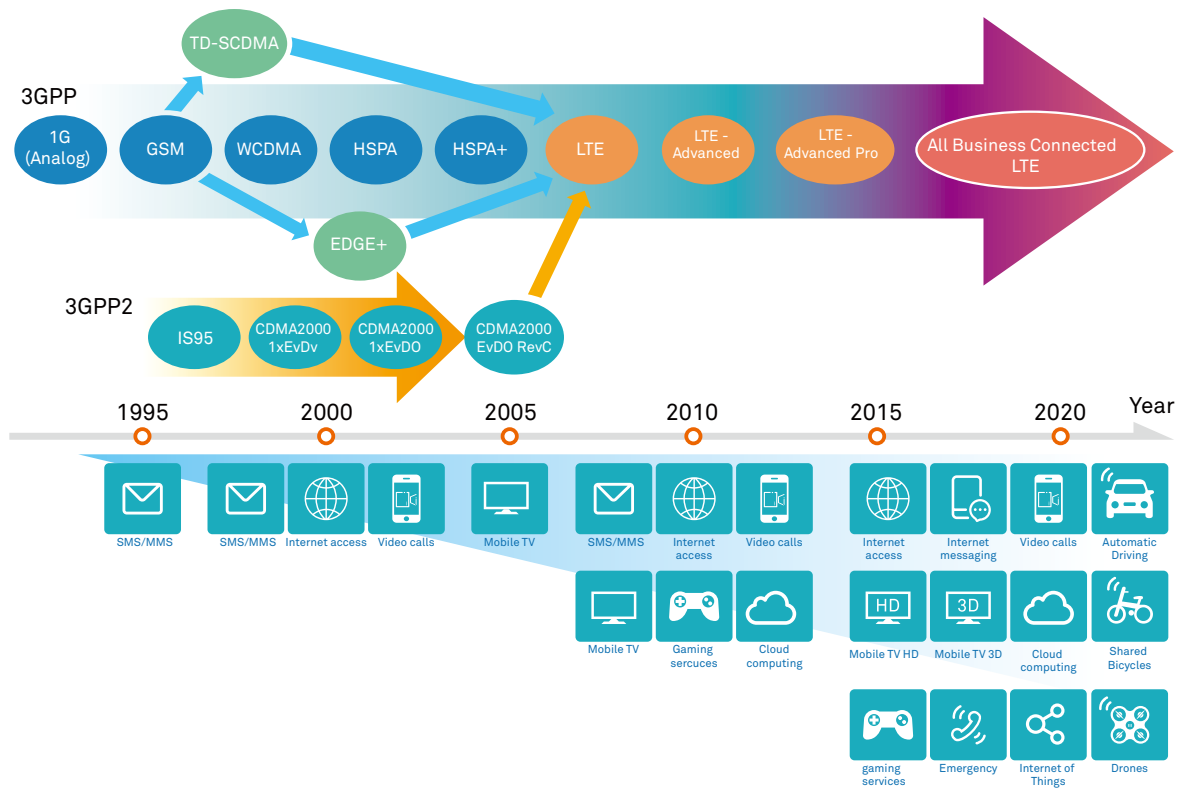 TD-SCDMA
3GPP
1G
(Analog)
GSM
WCDMA
HSPA
HSPA+
LTE
LTE -
Advanced
LTE -
Advanced Pro
All Business Connected
LTE
EDGE+
3GPP2
IS95
CDMA2000
1xEvDv
CDMA2000
1xEvDO
CDMA2000
EvDO RevC
1995
2000
2005
2010
2015
2020
Year
SMS/MMS
SMS/MMS
Internet access
Video calls
Mobile TV
SMS/MMS
Internet
access
Video calls
Internet
access
Internet
messaging
Video calls
Automatic
Driving
Mobile TV
Gaming
sercuces
Cloud
computing
HD
Mobile TV HD
3D
Mobile TV 3D
Cloud
computing
Shared
Bicycles
gaming
services
Emergency
Internet of
Things
Drones